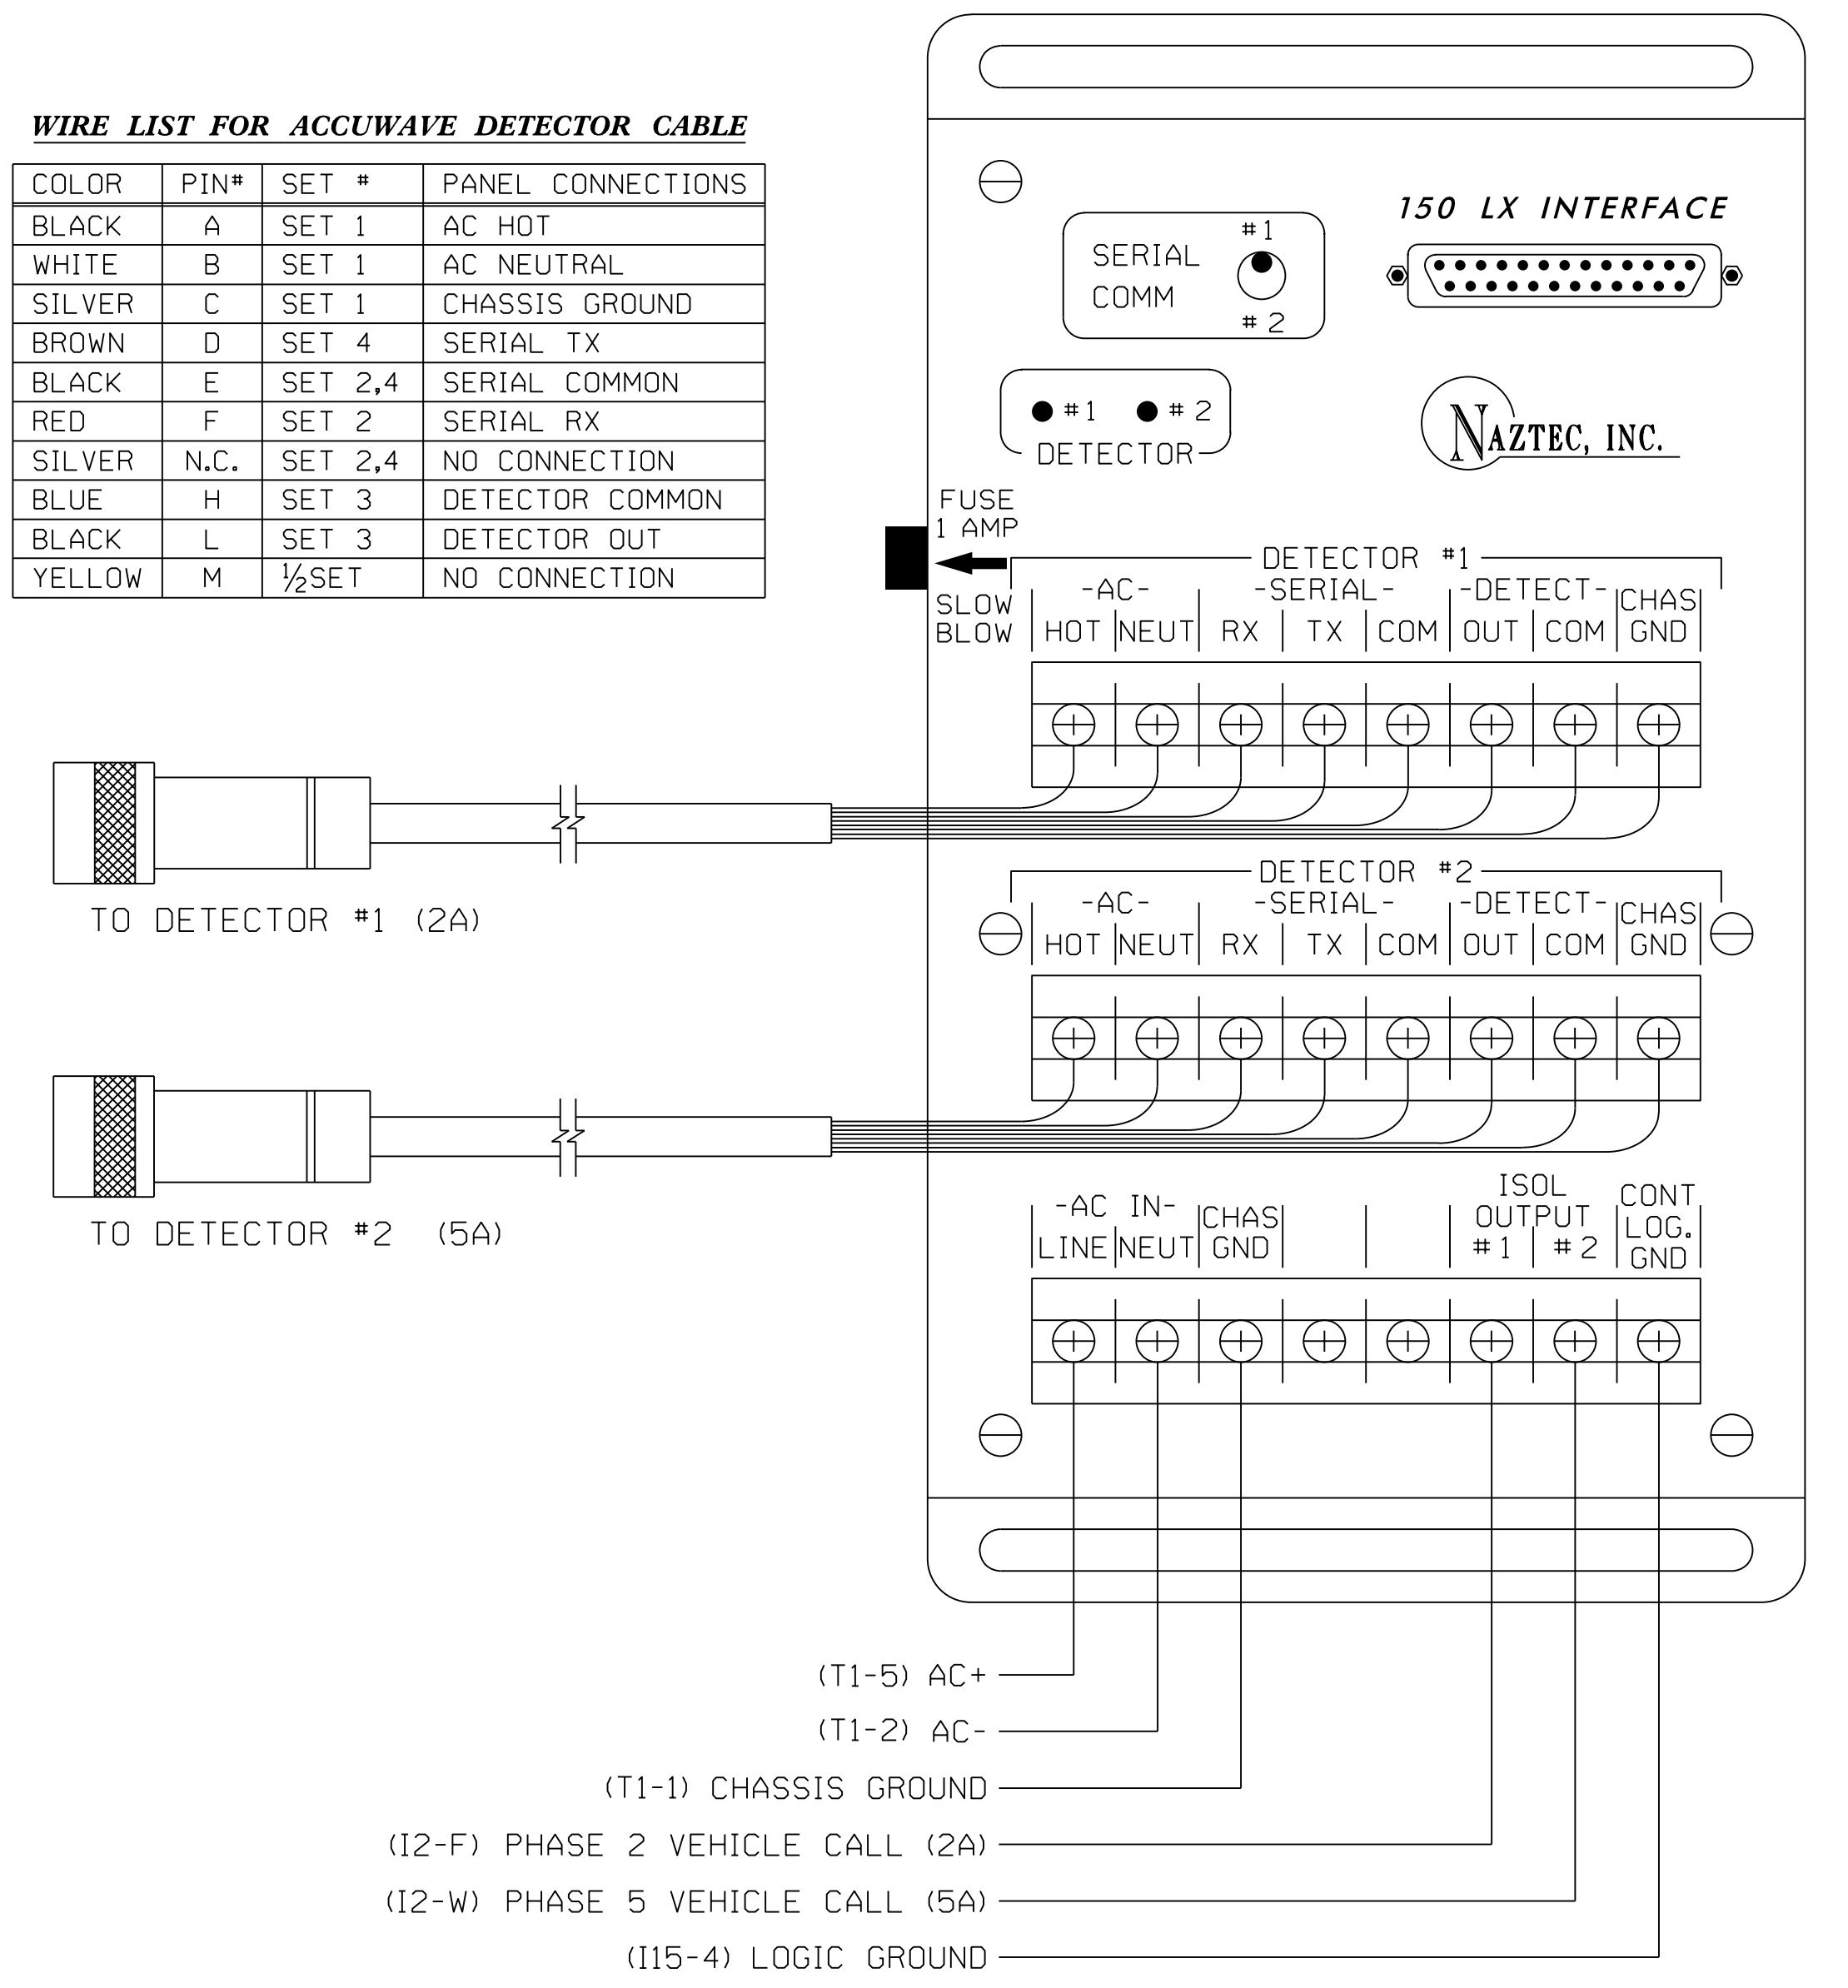 WIRE LIST FOR ACCUWAVE DETECTOR CABLE
COLOR PIN# SET # PANEL CONNECTIONS
BLACK A SET 1 AC HOT
WHITE B SET 1 AC NEUTRAL
SILVER C SET 1 CHASSIS GROUND
BROWN D SET 4 SERIAL TX
BLACK E SET 2,4 SERIAL COMMON
RED F SET 2 SERIAL RX
SILVER N.C. SET 2,4 NO CONNECTION
BLUE H SET 3 DETECTOR COMMON
BLACK L SET 3 DETECTOR OUT
YELLOW M ½SET NO CONNECTION
150 LX INTERFACE
#1
SERIAL
COMM
#2
#1 #2
DETECTOR
NAZTEC, INC.
FUSE
1 AMP
SLOW
BLOW
DETECTOR #1
-AC- -SERIAL- -DETECT- CHAS
HOT NEUT RX TX COM OUT COM GND
TO DETECTOR #1 (2A)
DETECTOR #2
-AC- -SERIAL- -DETECT- CHAS
HOT NEUT RX TX COM OUT COM GND
TO DETECTOR #2 (5A)
-AC IN- CHAS ISOL CONT
OUTPUT LOG.
LINE NEUT GND #1 #2 GND
(T1-5) AC+
(T1-2) AC-
(T1-1) CHASSIS GROUND
(I2-F) PHASE 2 VEHICLE CALL (2A)
(I2-W) PHASE 5 VEHICLE CALL (5A)
(I15-4) LOGIC GROUND